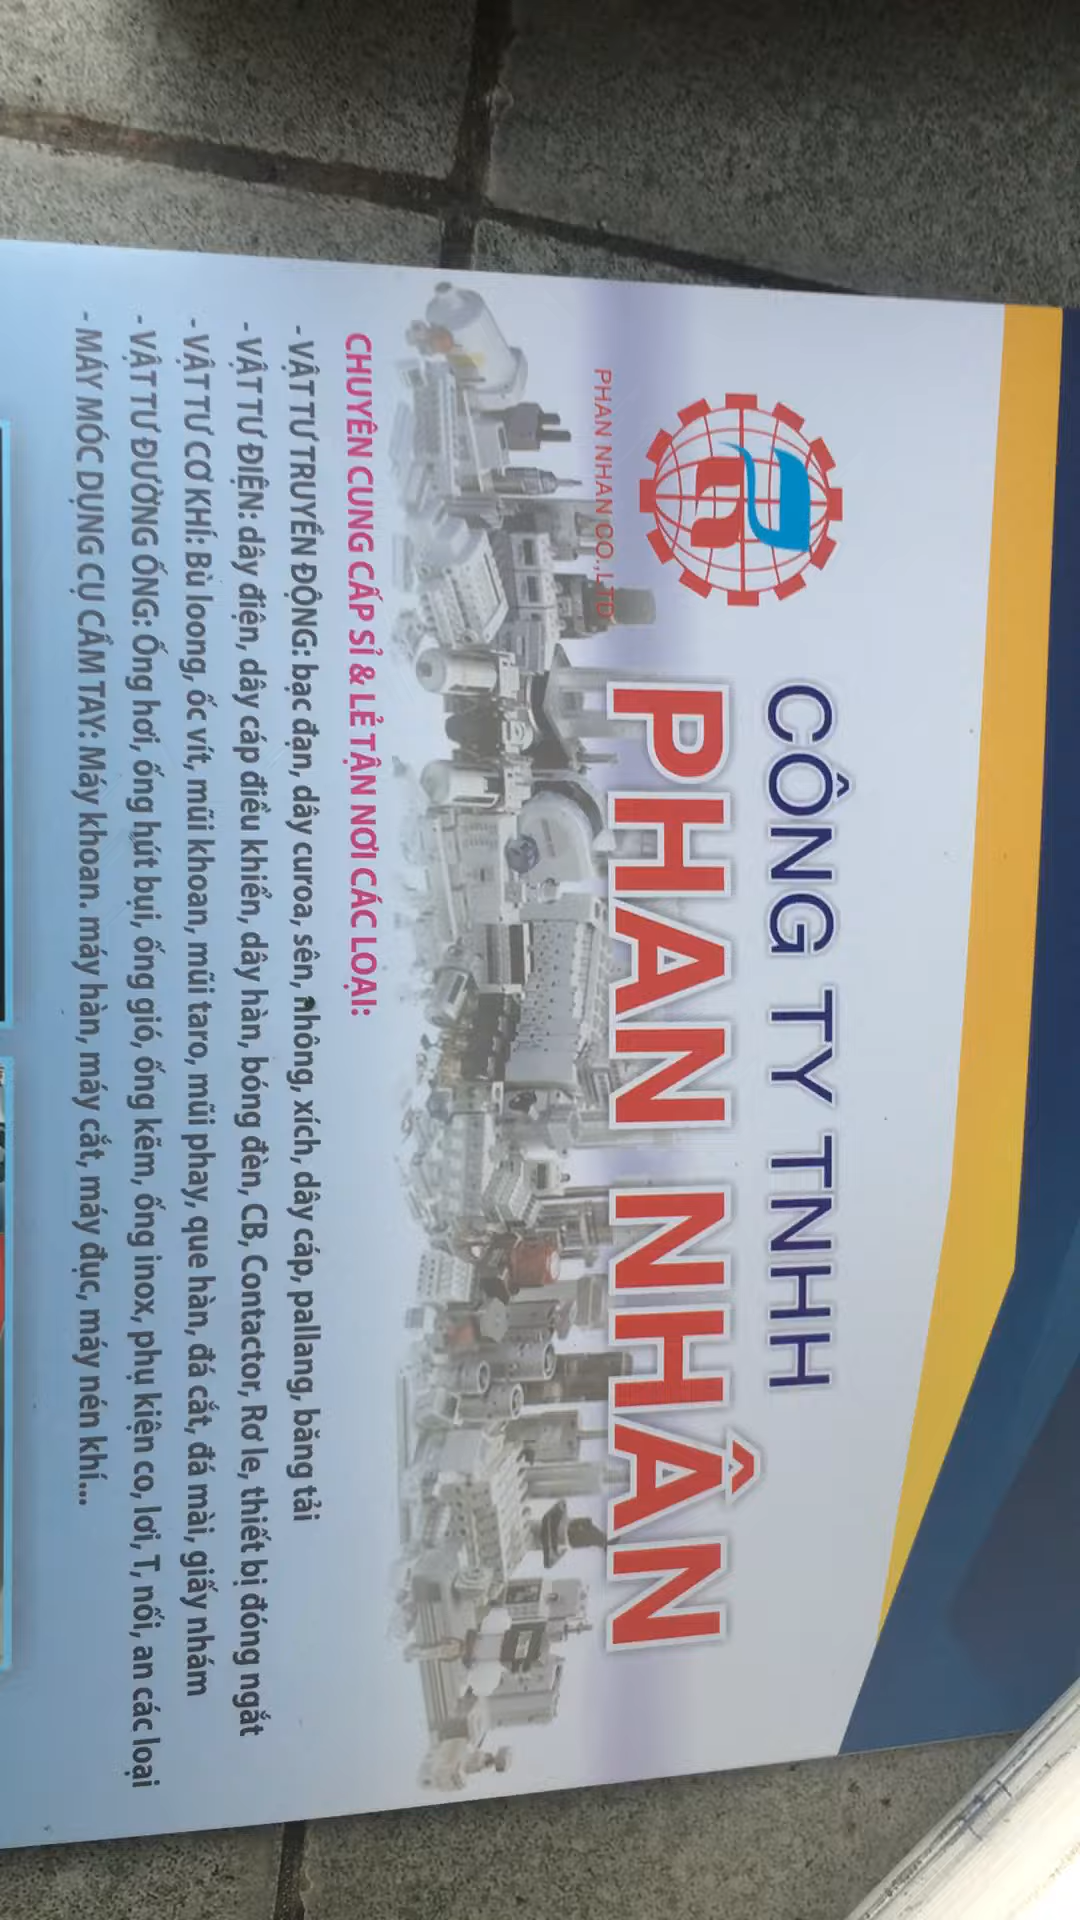 CÔNG TY TNHH
PHAN NHÂN
PHAN NHAN CO.,LTD
CHUYÊN CUNG CẤP SỈ & LẺ TẬN NƠI CÁC LOẠI:
- VẬT TƯ TRUYỀN ĐỘNG: bạc đạn, dây curoa, sên, nhông, xích, dây cáp, pallang, băng tải
- VẬT TƯ ĐIỆN: dây điện, dây cáp điều khiển, dây hàn, bóng đèn, CB, Contactor, Rơ le, thiết bị đóng ngắt
- VẬT TƯ CƠ KHÍ: Bù loong, ốc vít, mũi khoan, mũi taro, mũi phay, que hàn, đá cắt, đá mài, giấy nhám
- VẬT TƯ ĐƯỜNG ỐNG: Ống hơi, ống hút bụi, ống gió, ống kẽm, ống inox, phụ kiện co, lơi, T, nối, an các loại
- MÁY MÓC DỤNG CỤ CẦM TAY: Máy khoan. máy hàn, máy cắt, máy đục, máy nén khí...